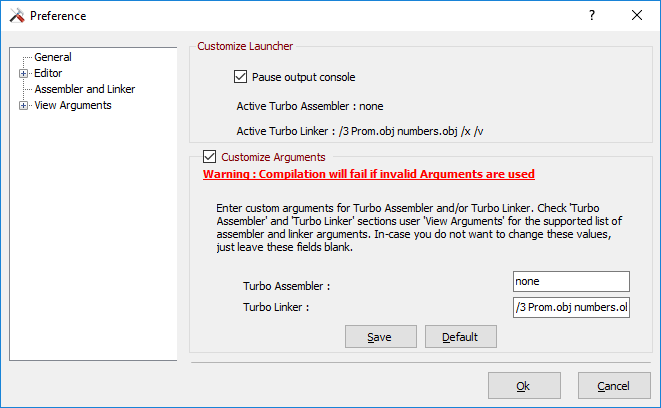 Preference
General
Editor
Assembler and Linker
View Arguments
Customize Launcher
Pause output console
Active Turbo Assembler : none
Active Turbo Linker : /3 Prom.obj numbers.obj /x /v
Customize Arguments
Warning : Compilation will fail if invalid Arguments are used
Enter custom arguments for Turbo Assembler and/or Turbo Linker. Check 'Turbo
Assembler' and 'Turbo Linker' sections user 'View Arguments' for the supported list of
assembler and linker arguments. In-case you do not want to change these values,
just leave these fields blank.
Turbo Assembler : none
Turbo Linker : /3 Prom.obj numbers.ol
Save Default
Ok Cancel